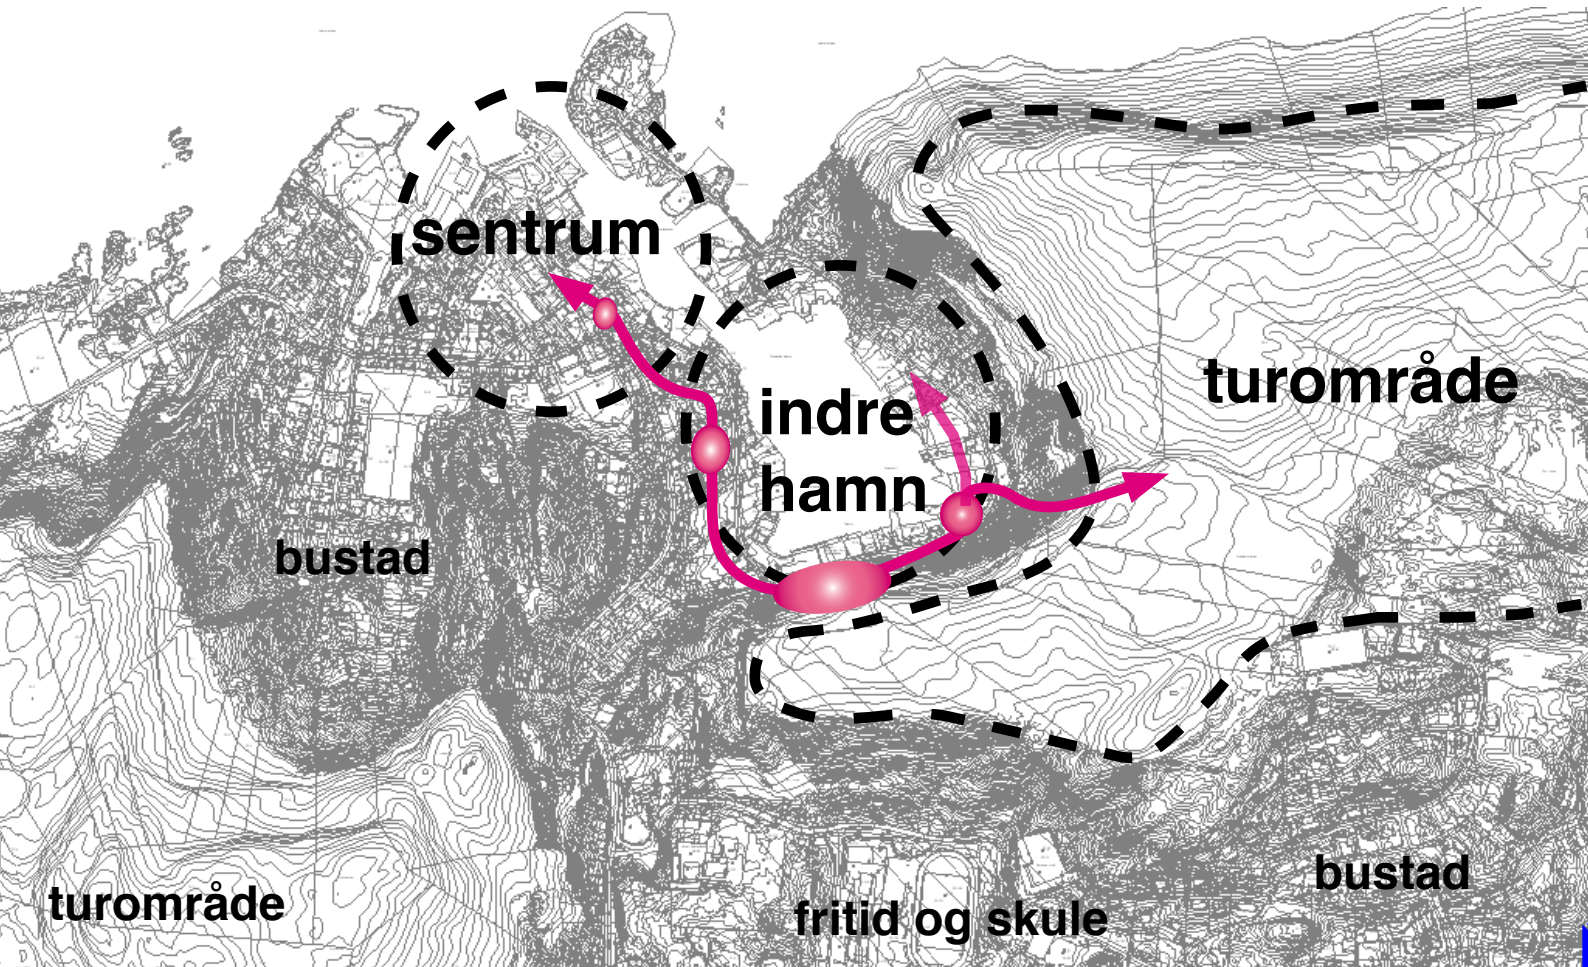 sentrum
turområde
indre
hamn
bustad
bustad
turområde
fritid og skule